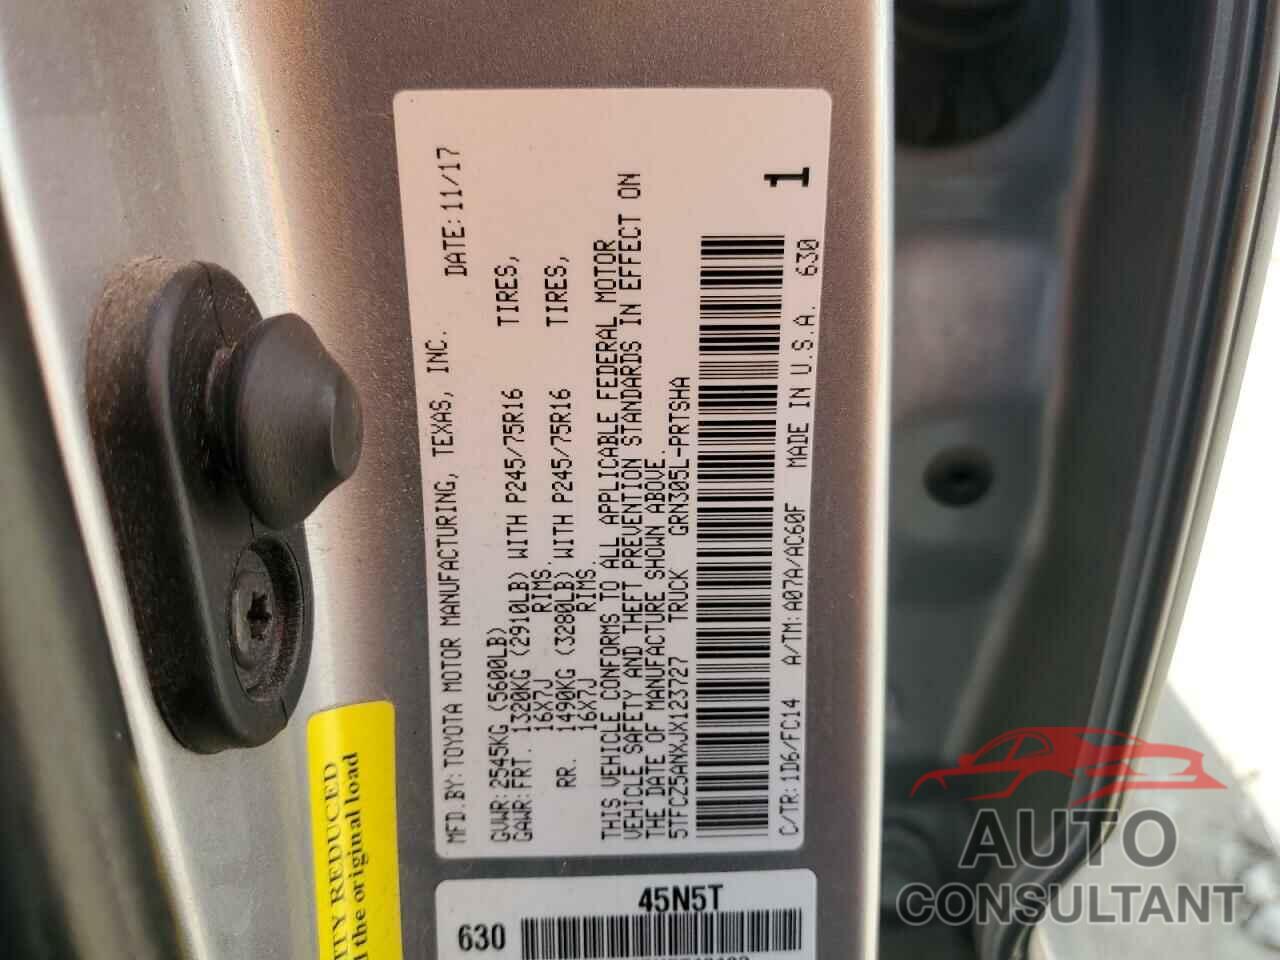 MFD.BY:TOYOTA MOTOR MANUFACTURING, TEXAS, INC. DATE:11/17
GVWR:2545KG (5600LB)
GAWR:FRT. 1320KG (2910LB) WITH P245/75R16 TIRES,
16X7J RIMS.
RR. 1490KG (3280LB) WITH P245/75R16 TIRES,
16X7J RIMS.
THIS VEHICLE CONFORMS TO ALL APPLICABLE FEDERAL MOTOR
VEHICLE SAFETY AND THEFT PREVENTION STANDARDS IN EFFECT ON
THE DATE OF MANUFACTURE SHOWN ABOVE.
5TFCZ5ANXJX123727 TRUCK GRN305L-PRTSHA
1
C/TR:1D6/FC14 A/TM:A07A/AC60F MADE IN U.S.A. 630
45N5T
630
REDUCED
the original load
AUTO
CONSULTANT